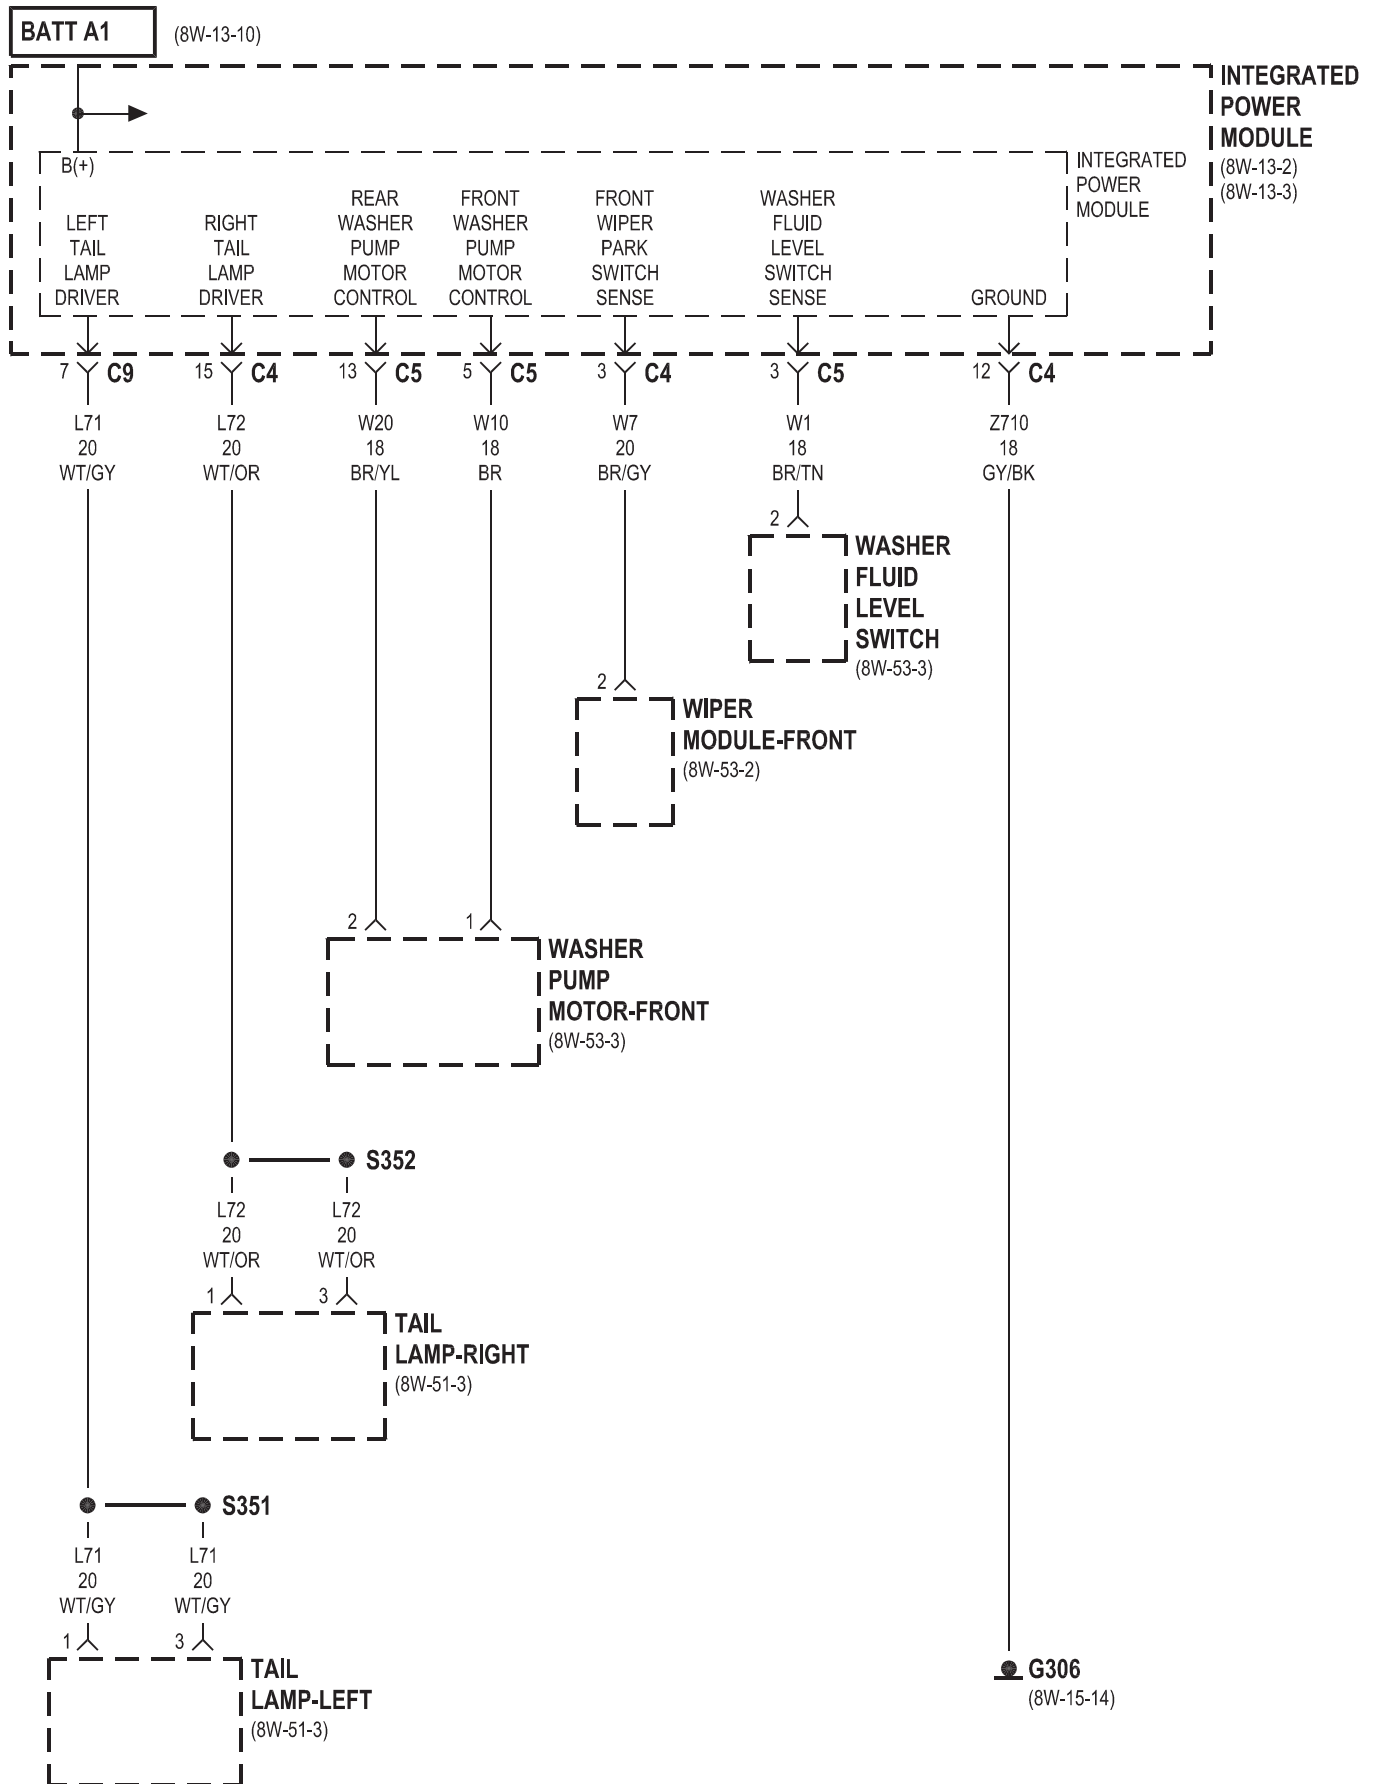 BATT A1 (8W-13-10)
INTEGRATED
POWER
MODULE
(8W-13-2)
(8W-13-3)
INTEGRATED
POWER
MODULE
B(+)
LEFT
TAIL
LAMP
DRIVER
RIGHT
TAIL
LAMP
DRIVER
REAR
WASHER
PUMP
MOTOR
CONTROL
FRONT
WASHER
PUMP
MOTOR
CONTROL
FRONT
WIPER
PARK
SWITCH
SENSE
WASHER
FLUID
LEVEL
SWITCH
SENSE
GROUND
7 C9
15 C4
13 C5
5 C5
3 C4
3 C5
12 C4
L71
20
WT/GY
L72
20
WT/OR
W20
18
BR/YL
W10
18
BR
W7
20
BR/GY
W1
18
BR/TN
Z710
18
GY/BK
2
WASHER
FLUID
LEVEL
SWITCH
(8W-53-3)
2
WIPER
MODULE-FRONT
(8W-53-2)
2
1
WASHER
PUMP
MOTOR-FRONT
(8W-53-3)
S352
L72
20
WT/OR
L72
20
WT/OR
1
3
TAIL
LAMP-RIGHT
(8W-51-3)
S351
L71
20
WT/GY
L71
20
WT/GY
1
3
TAIL
LAMP-LEFT
(8W-51-3)
G306
(8W-15-14)